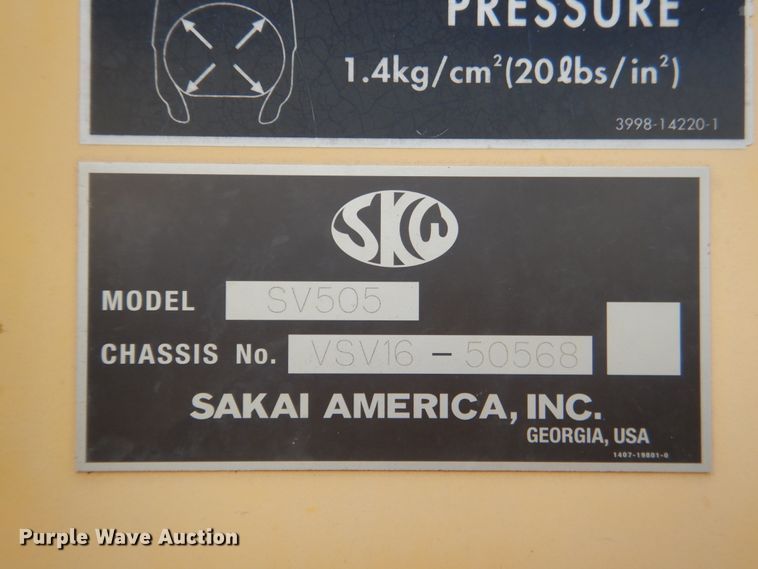 PRESSURE
1.4kg/cm²(20lbs/in²)
3998-14220-1
SKW
MODEL SV505
CHASSIS No. VSV16 - 50568
SAKAI AMERICA, INC.
GEORGIA, USA
1407-19801-0
Purple Wave Auction